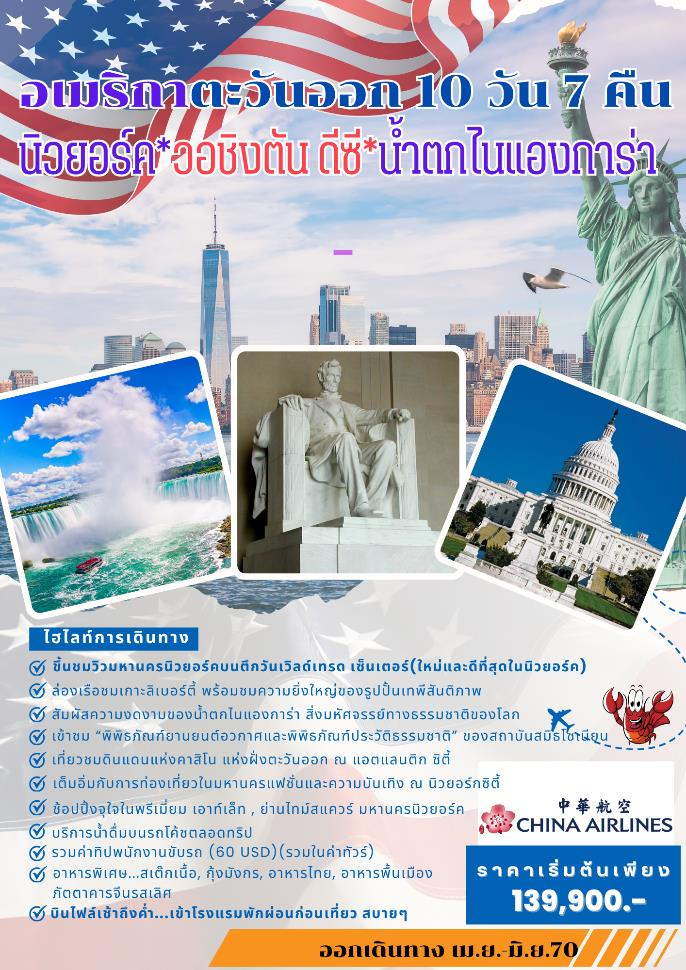 อเมริกาตะวันออก 10 วัน 7 คืน
นิวยอร์ค*วอชิงตัน ดีซี*น้ำตกไนแองการ่า
ไฮไลท์การเดินทาง
ขึ้นชมวิวมหานครนิวยอร์คบนตึกวันเวิลด์เทรด เซ็นเตอร์(ใหม่และดีที่สุดในนิวยอร์ค)
ล่องเรือชมเกาะลิเบอร์ตี้ พร้อมชมความยิ่งใหญ่ของรูปปั้นเทพีสันติภาพ
สัมผัสความงดงามของน้ำตกไนแองการ่า สิ่งมหัศจรรย์ทางธรรมชาติของโลก
เข้าชม “พิพิธภัณฑ์ยานยนต์อวกาศและพิพิธภัณฑ์ประวัติธรรมชาติ” ของสถาบันสมิธโซเนียน
เที่ยวชมดินแดนแห่งคาสิโน แห่งฝั่งตะวันออก ณ แอตแลนติก ซิตี้
เต็มอิ่มกับการท่องเที่ยวในมหานครแฟชั่นและความบันเทิง ณ นิวยอร์กซิตี้
ช้อปปิ้งจุใจในพรีเมี่ยม เอาท์เล็ท , ย่านไทม์สแควร์ มหานครนิวยอร์ค
บริการน้ำดื่มบนรถโค้ชตลอดทริป
รวมค่าทิปพนักงานขับรถ (60 USD)(รวมในค่าทัวร์)
อาหารพิเศษ...สเต็กเนื้อ, กุ้งมังกร, อาหารไทย, อาหารพื้นเมือง
ภัตตาคารจีนรสเลิศ
บินไฟล์เช้าถึงค่ำ...เข้าโรงแรมพักผ่อนก่อนเที่ยว สบายๆ
中華航空
CHINA AIRLINES
ราคาเริ่มต้นเพียง
139,900.-
ออกเดินทาง เม.ย.-มิ.ย.70